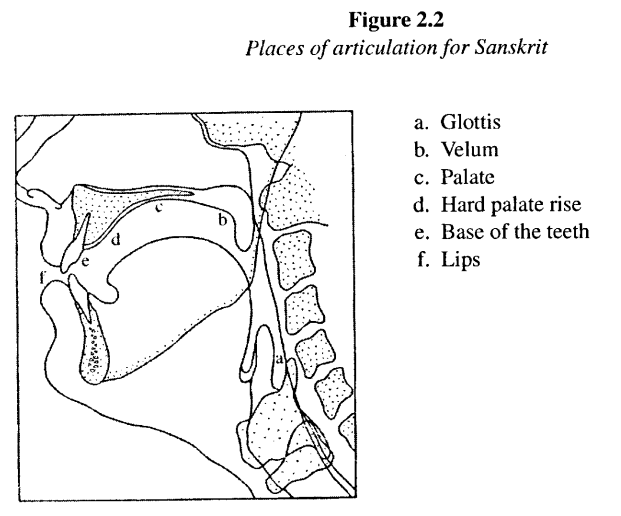 Figure 2.2
Places of articulation for Sanskrit
a. Glottis
b. Velum
c. Palate
d. Hard palate rise
e. Base of the teeth
f. Lips
c
b
d
e
f
a